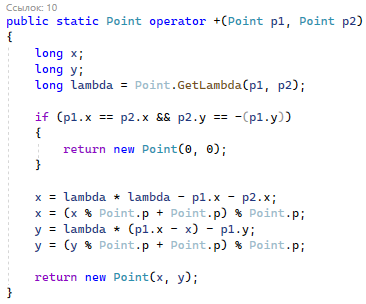 Ссылок: 10
public static Point operator +(Point p1, Point p2)
{
    long x;
    long y;
    long lambda = Point.GetLambda(p1, p2);

    if (p1.x == p2.x && p2.y == -(p1.y))
    {
        return new Point(0, 0);
    }

    x = lambda * lambda - p1.x - p2.x;
    x = (x % Point.p + Point.p) % Point.p;
    y = lambda * (p1.x - x) - p1.y;
    y = (y % Point.p + Point.p) % Point.p;

    return new Point(x, y);
}